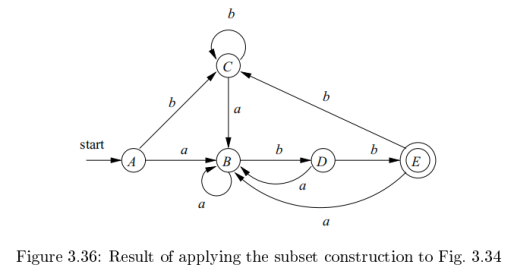 b
C
b
b
a
start
a
b
b
A
B
D
E
a
a
a
Figure 3.36: Result of applying the subset construction to Fig. 3.34